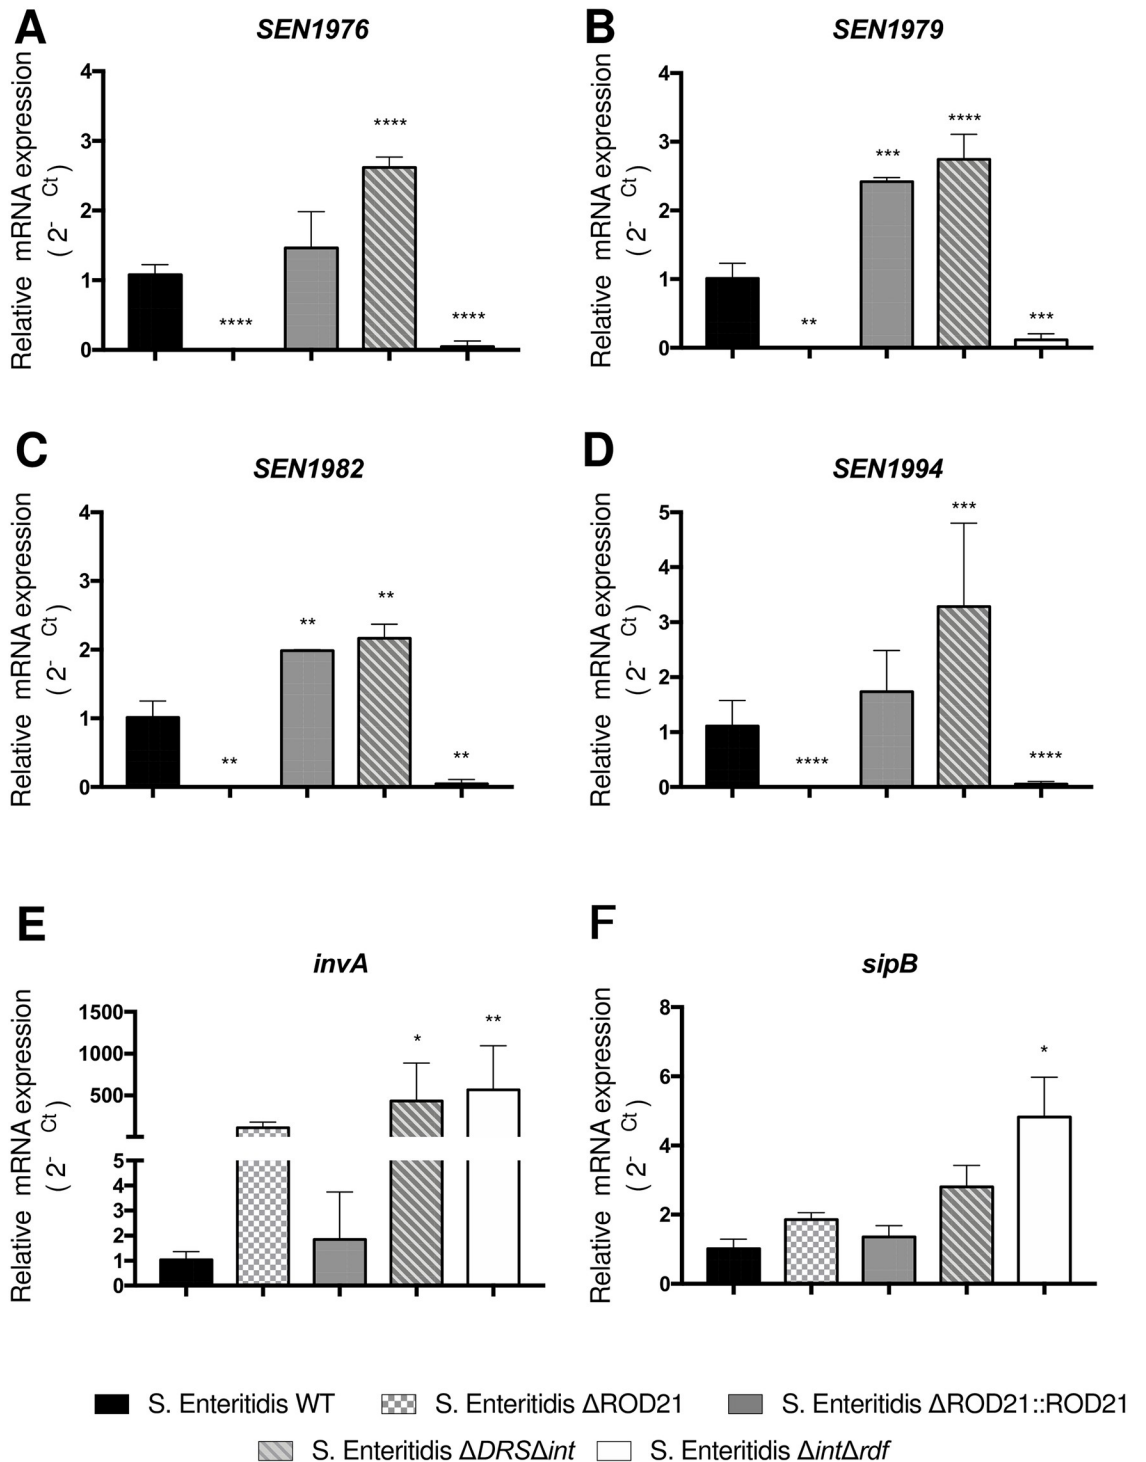 A
SEN1976
Relative mRNA expression
( 2- Ct )
4
3
2
1
0
****
****
****
B
SEN1979
Relative mRNA expression
( 2- Ct )
4
3
2
1
0
**
***
****
***
C
SEN1982
Relative mRNA expression
( 2- Ct )
4
3
2
1
0
**
**
**
**
D
SEN1994
Relative mRNA expression
( 2- Ct )
5
4
3
2
1
0
****
***
****
E
invA
Relative mRNA expression
( 2- Ct )
1500
1000
500
5
4
3
2
1
0
*
**
F
sipB
Relative mRNA expression
( 2- Ct )
8
6
4
2
0
*
S. Enteritidis WT
S. Enteritidis ΔROD21
S. Enteritidis ΔROD21::ROD21
S. Enteritidis ΔDRSΔint
S. Enteritidis ΔintΔrdf